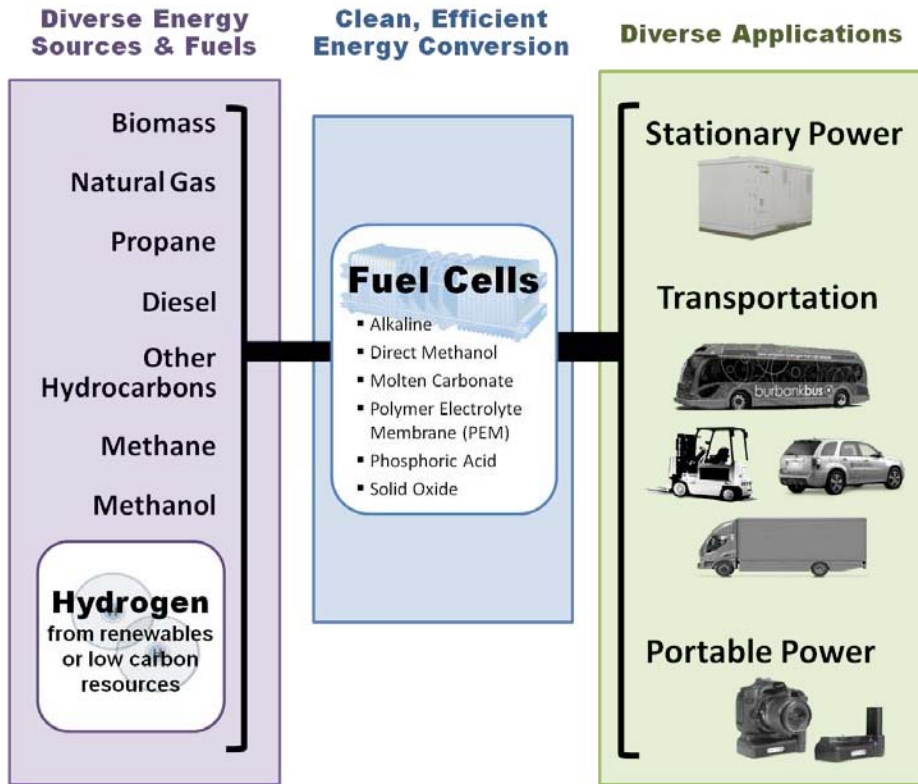 Diverse Energy
Sources & Fuels
Biomass
Natural Gas
Propane
Diesel
Other
Hydrocarbons
Methane
Methanol
Hydrogen
from renewables
or low carbon
resources
Clean, Efficient
Energy Conversion
Fuel Cells
▪ Alkaline
▪ Direct Methanol
▪ Molten Carbonate
▪ Polymer Electrolyte
Membrane (PEM)
▪ Phosphoric Acid
▪ Solid Oxide
Diverse Applications
Stationary Power
Transportation
burbankbus
Portable Power